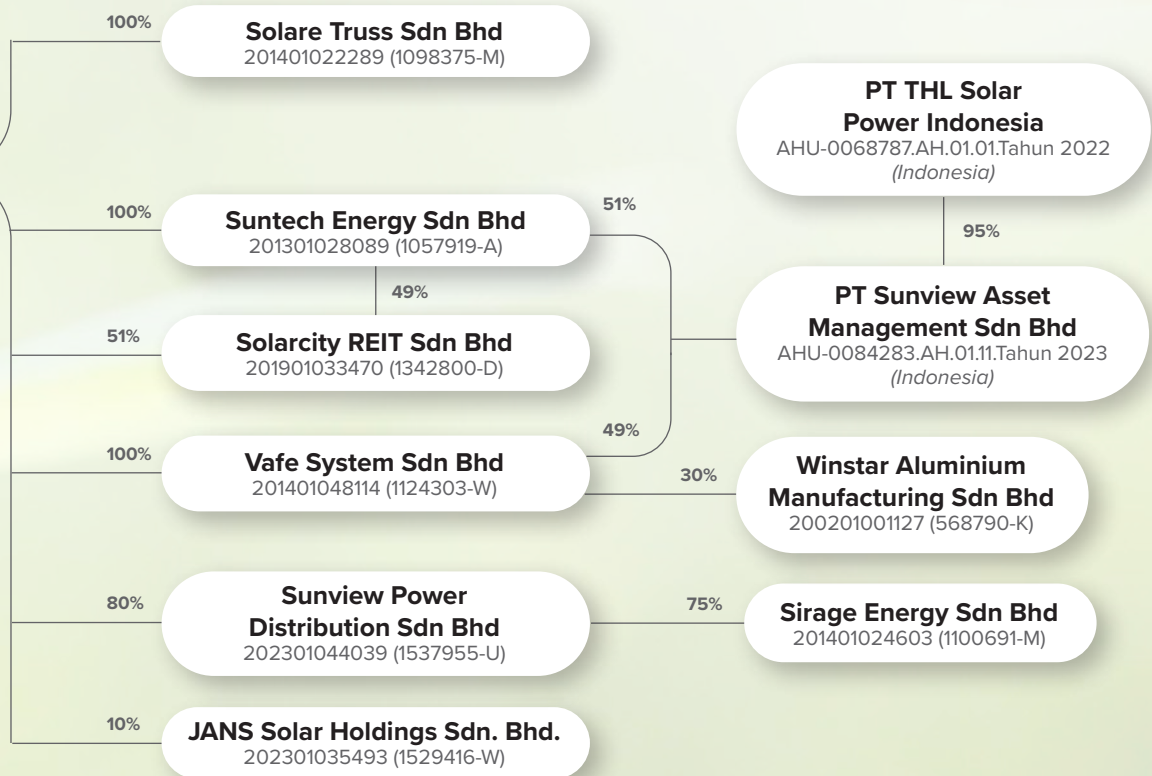 100%
Solare Truss Sdn Bhd
201401022289 (1098375-M)
PT THL Solar
Power Indonesia
AHU-0068787.AH.01.01.Tahun 2022
(Indonesia)
95%
100%
Suntech Energy Sdn Bhd
201301028089 (1057919-A)
51%
49%
51%
Solarcity REIT Sdn Bhd
201901033470 (1342800-D)
PT Sunview Asset
Management Sdn Bhd
AHU-0084283.AH.01.11.Tahun 2023
(Indonesia)
100%
Vafe System Sdn Bhd
201401048114 (1124303-W)
49%
30%
Winstar Aluminium
Manufacturing Sdn Bhd
200201001127 (568790-K)
80%
Sunview Power
Distribution Sdn Bhd
202301044039 (1537955-U)
75%
Sirage Energy Sdn Bhd
201401024603 (1100691-M)
10%
JANS Solar Holdings Sdn. Bhd.
202301035493 (1529416-W)